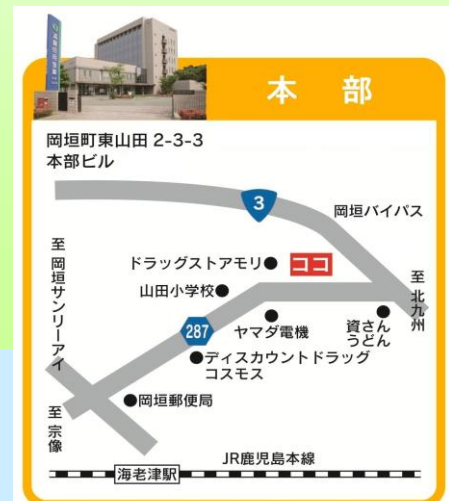 本　部
岡垣町東山田 2-3-3
本部ビル
3
岡垣バイパス
至 岡垣サンリーアイ
ドラッグストアモリ
ココ
山田小学校
至 北九州
287
ヤマダ電機
資さん
うどん
ディスカウントドラッグ
コスモス
至 宗像
岡垣郵便局
JR鹿児島本線
海老津駅